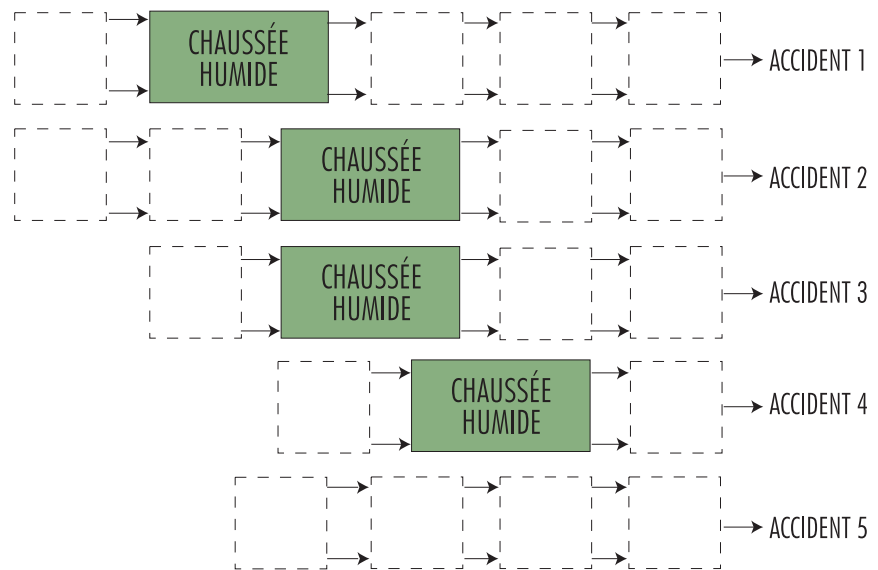 CHAUSSÉE
HUMIDE
ACCIDENT 1
CHAUSSÉE
HUMIDE
ACCIDENT 2
CHAUSSÉE
HUMIDE
ACCIDENT 3
CHAUSSÉE
HUMIDE
ACCIDENT 4
ACCIDENT 5